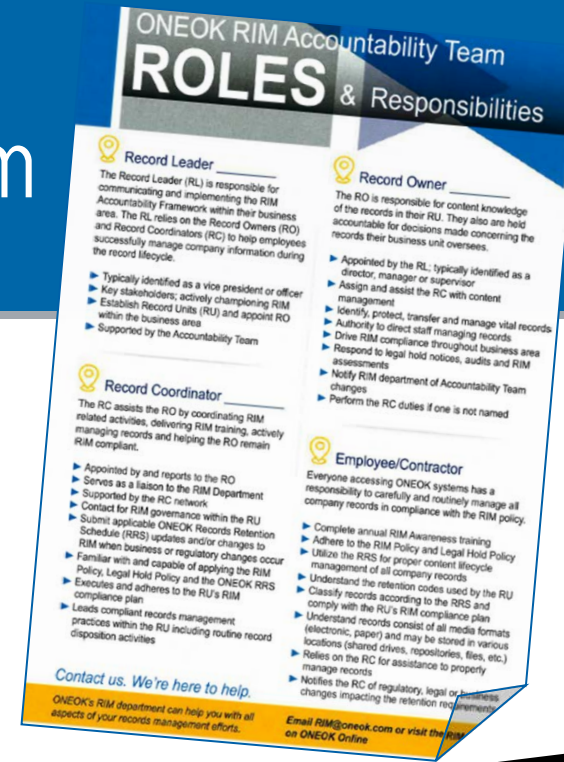 m
ONEOK RIM Accountability Team
ROLES & Responsibilities
Record Leader
The Record Leader (RL) is responsible for
communicating and implementing the RIM
Accountability Framework within their business
area. The RL relies on the Record Owners (RO)
and Record Coordinators (RC) to help employees
successfully manage company information during
the record lifecycle.
Typically identified as a vice president or officer
Key stakeholders; actively championing RIM
Establish Record Units (RU) and appoint RO
within the business area
Supported by the Accountability Team
Record Coordinator
The RC assists the RO by coordinating RIM
related activities, delivering RIM training, actively
managing records and helping the RO remain
RIM compliant.
Appointed by and reports to the RO
Serves as a liaison to the RIM Department
Supported by the RC network
Contact for RIM governance within the RU
Submit applicable ONEOK Records Retention
Schedule (RRS) updates and/or changes to
RIM when business or regulatory changes occur
Familiar with and capable of applying the RIM
Policy, Legal Hold Policy and the ONEOK RRS
Executes and adheres to the RU's RIM
compliance plan
Leads compliant records management
practices within the RU including routine record
disposition activities
Record Owner
The RO is responsible for content knowledge
of the records in their RU. They also are held
accountable for decisions made concerning the
records their business unit oversees.
Appointed by the RL; typically identified as a
director, manager or supervisor
Assign and assist the RC with content
management
Identify, protect, transfer and manage vital records
Authority to direct staff managing records
Drive RIM compliance throughout business area
Respond to legal hold notices, audits and RIM
assessments
Notify RIM department of Accountability Team
changes
Perform the RC duties if one is not named
Employee/Contractor
Everyone accessing ONEOK systems has a
responsibility to carefully and routinely manage all
company records in compliance with the RIM policy.
Complete annual RIM Awareness training
Adhere to the RIM Policy and Legal Hold Policy
Utilize the RRS for proper content lifecycle
management of all company records
Understand the retention codes used by the RU
Classify records according to the RRS and
comply with the RU's RIM compliance plan
Understand records consist of all media formats
(electronic, paper) and may be stored in various
locations (shared drives, repositories, files, etc.)
Relies on the RC for assistance to properly
manage records
Notifies the RC of regulatory, legal or business
changes impacting the retention requirements
Contact us. We're here to help.
ONEOK's RIM department can help you with all
aspects of your records management efforts.
Email RIM@oneok.com or visit the RIM
on ONEOK Online